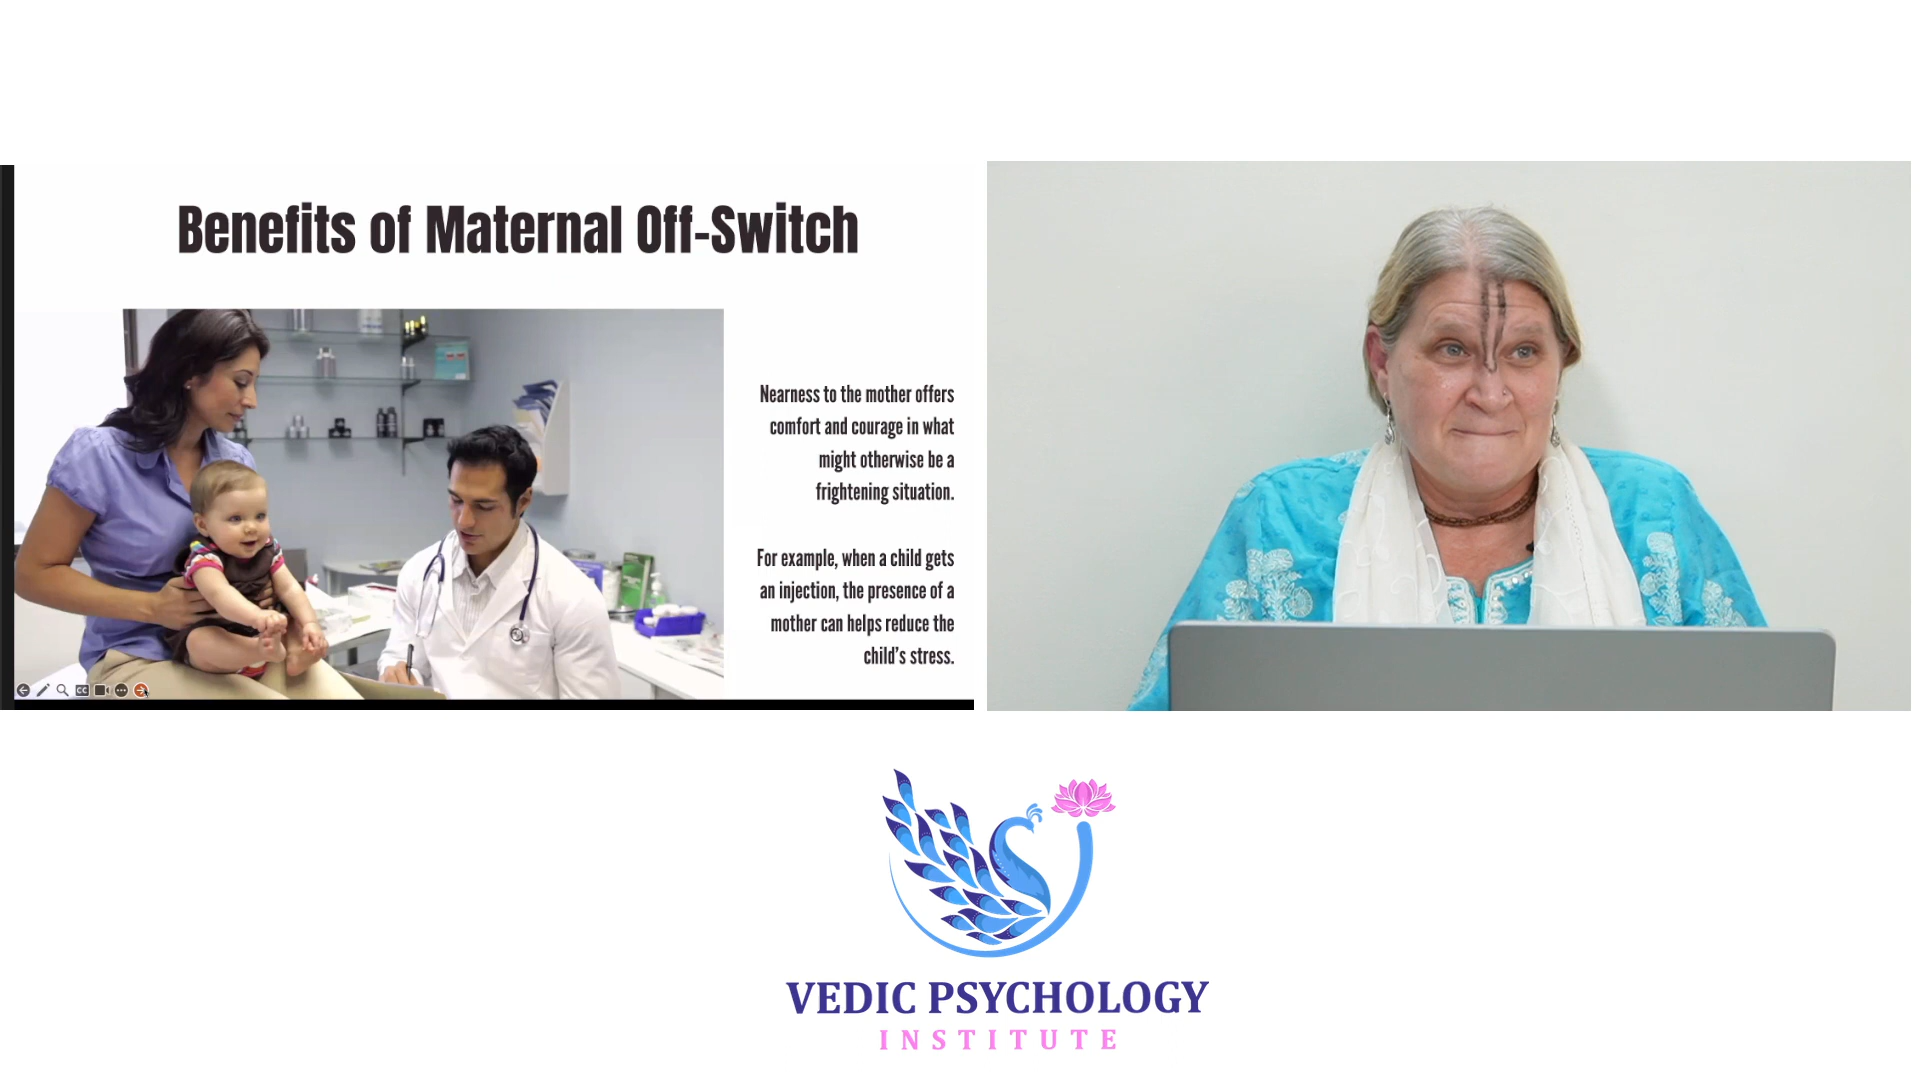 Benefits of Maternal Off-Switch
Nearness to the mother offers
comfort and courage in what
might otherwise be a
frightening situation.
For example, when a child gets
an injection, the presence of a
mother can helps reduce the
child's stress.
CC
VEDIC PSYCHOLOGY
INSTITUTE